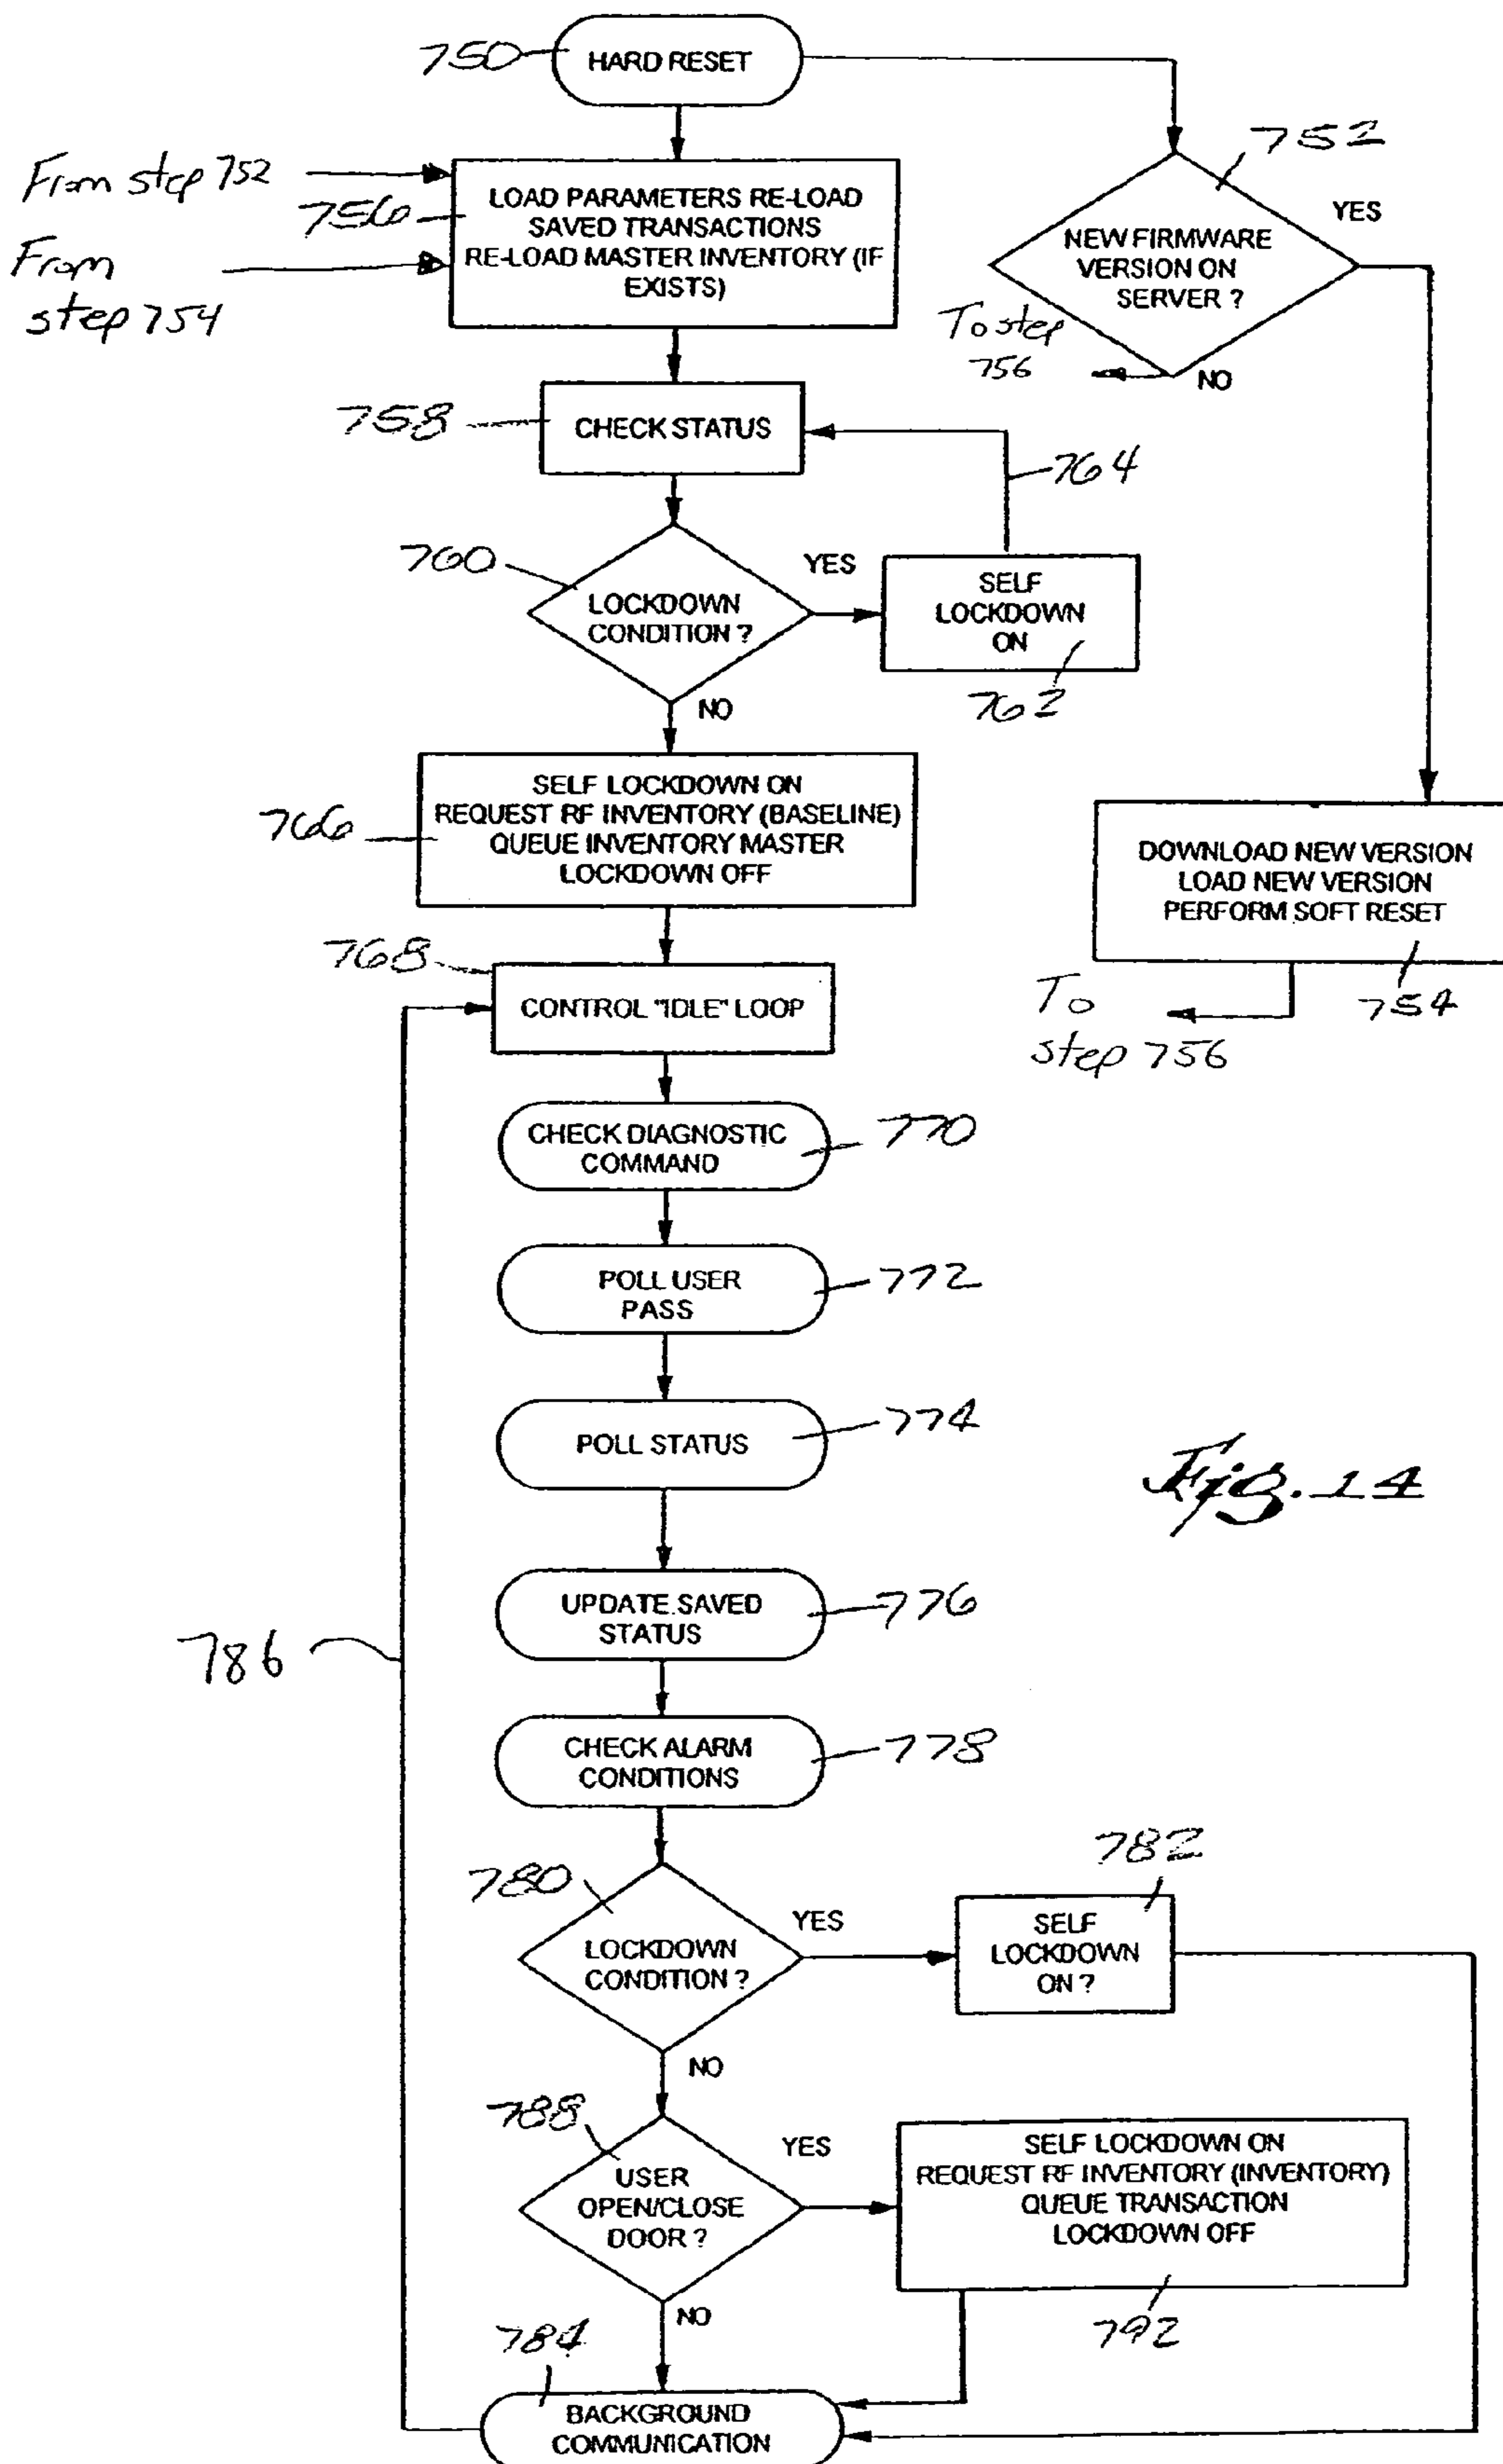 750
HARD RESET
From step 752
756
LOAD PARAMETERS RE-LOAD
SAVED TRANSACTIONS
RE-LOAD MASTER INVENTORY (IF
EXISTS)
From
step 754
752
YES
NEW FIRMWARE
VERSION ON
SERVER ?
To step
756
NO
758
CHECK STATUS
764
760
LOCKDOWN
CONDITION ?
YES
SELF
LOCKDOWN
ON
762
NO
766
SELF LOCKDOWN ON
REQUEST RF INVENTORY (BASELINE)
QUEUE INVENTORY MASTER
LOCKDOWN OFF
DOWNLOAD NEW VERSION
LOAD NEW VERSION
PERFORM SOFT RESET
754
To
step 756
768
CONTROL "IDLE" LOOP
CHECK DIAGNOSTIC
COMMAND
770
POLL USER
PASS
772
POLL STATUS
774
Fig. 14
UPDATE SAVED
STATUS
776
786
CHECK ALARM
CONDITIONS
778
780
LOCKDOWN
CONDITION ?
YES
782
SELF
LOCKDOWN
ON ?
NO
788
USER
OPEN/CLOSE
DOOR ?
YES
SELF LOCKDOWN ON
REQUEST RF INVENTORY (INVENTORY)
QUEUE TRANSACTION
LOCKDOWN OFF
792
NO
784
BACKGROUND
COMMUNICATION